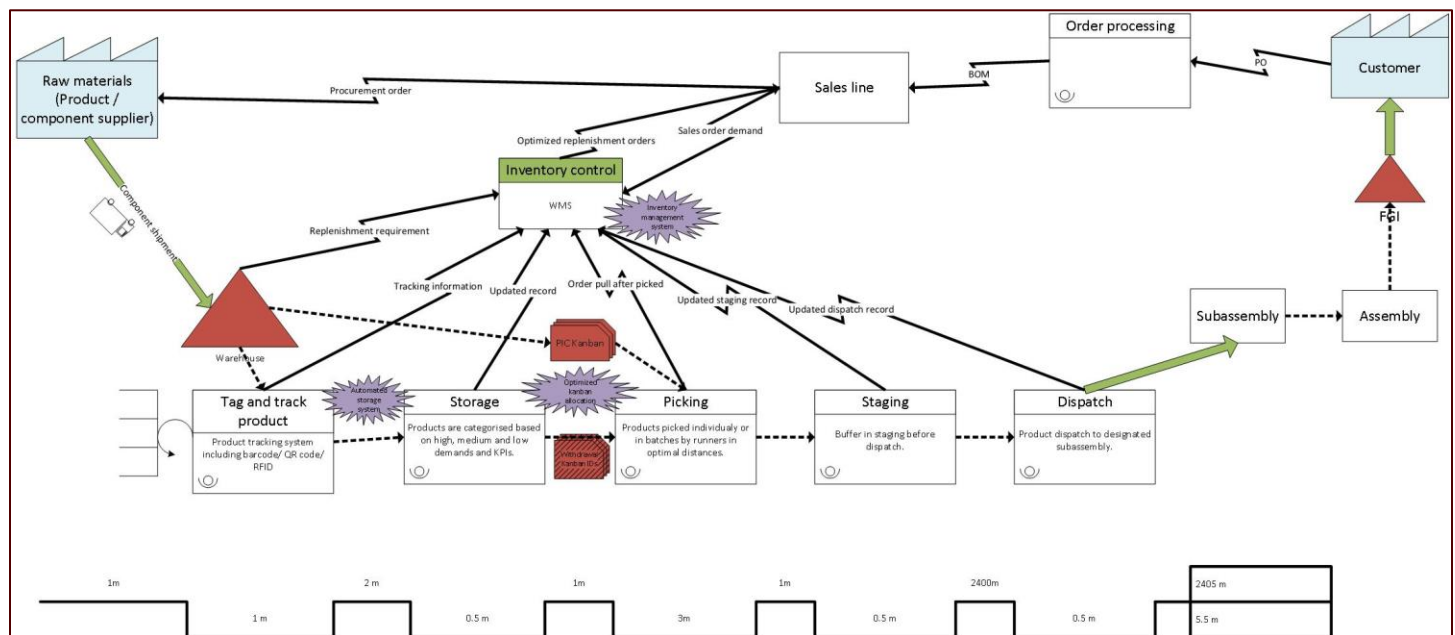 Raw materials
(Product /
component supplier)
Procurement order
Sales line
BOM
Order processing
PO
Customer
Optimized replenishment orders
Sales order demand
Inventory control
WMS
Inventory
management
system
Component shipment
Replenishment requirement
FGI
Tracking information
Updated record
Order pull after picked
Updated staging record
Updated dispatch record
Subassembly
Assembly
Warehouse
PIC Kanban
Automated
storage
system
Optimized
kanban
allocation
Tag and track
product
Product tracking system
including barcode/ QR code/
RFID
Storage
Products are categorised based
on high, medium and low
demands and KPIs.
Withdrawal
Kanban IDs
Picking
Products picked individualy or
in batches by runners in
optimal distances.
Staging
Buffer in staging before
dispatch.
Dispatch
Product dispatch to designated
subassembly.
1m
2 m
1m
1m
2400m
2405 m
1 m
0.5 m
3m
0.5 m
0.5 m
5.5 m